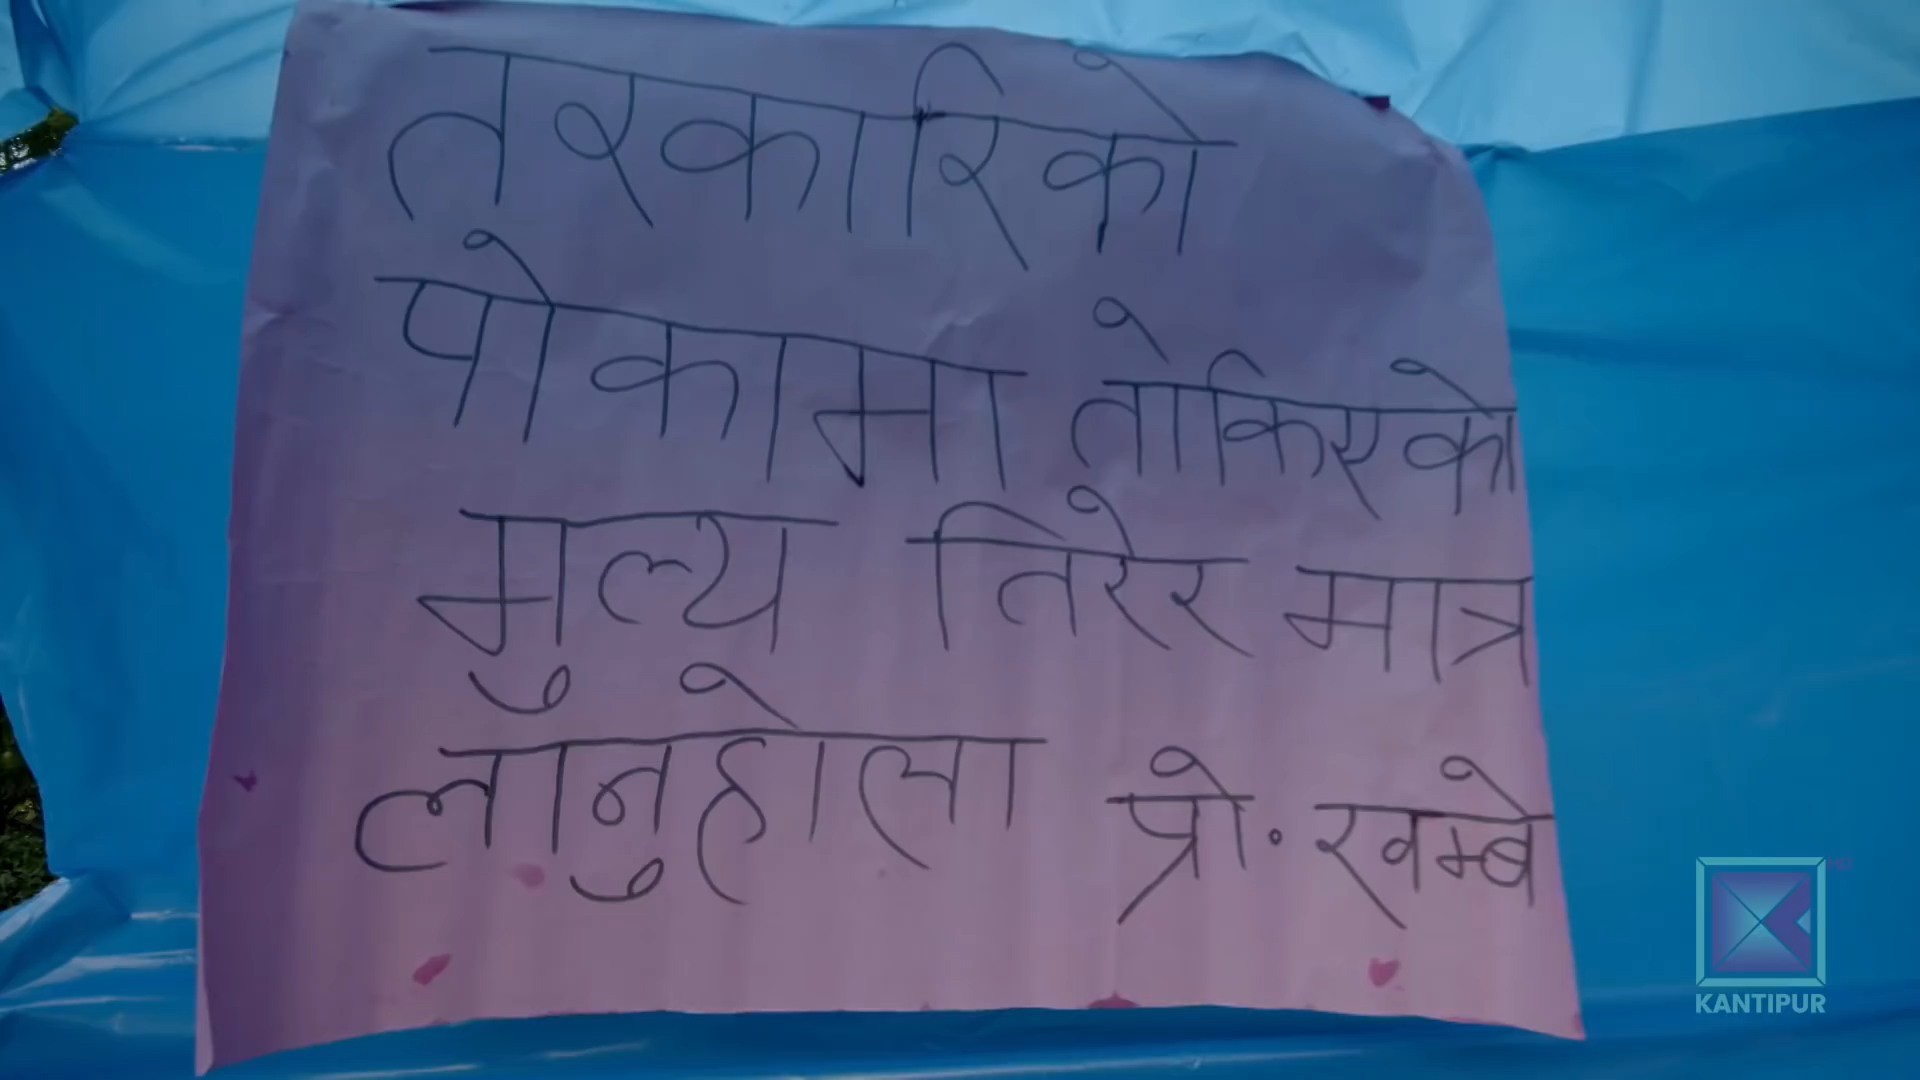 तरकारिको
पोकामा तोकिएको
मुल्य तिरेर मात्र
लानुहोला प्रो. खम्बे
KANTIPUR